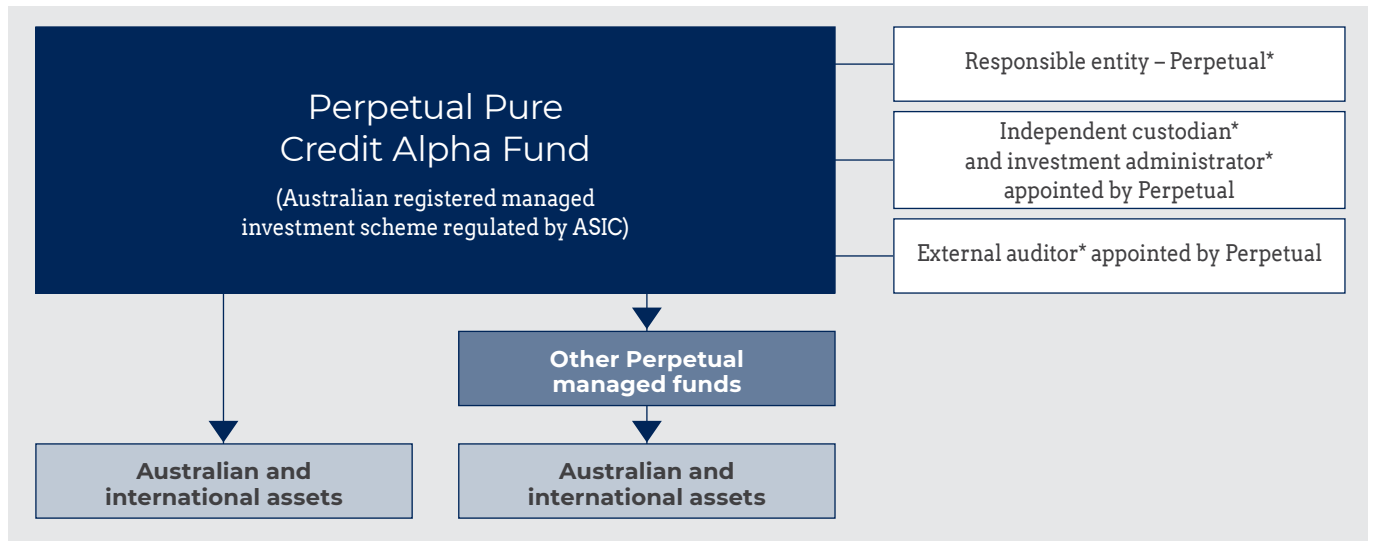 Perpetual Pure
Credit Alpha Fund
(Australian registered managed
investment scheme regulated by ASIC)
Responsible entity – Perpetual*
Independent custodian*
and investment administrator*
appointed by Perpetual
External auditor* appointed by Perpetual
Other Perpetual
managed funds
Australian and
international assets
Australian and
international assets